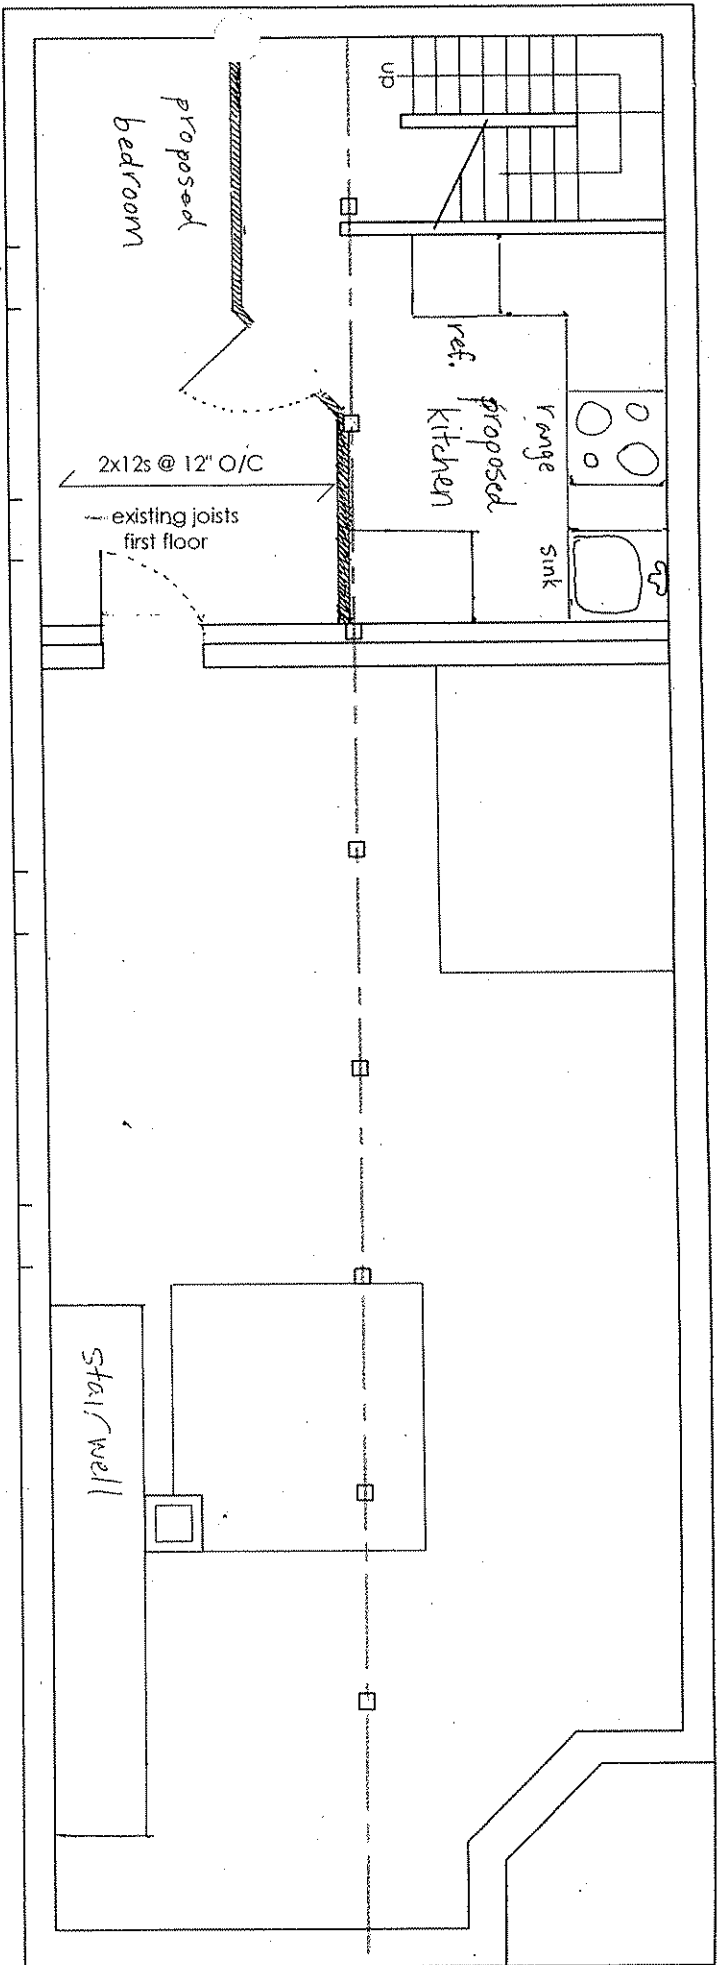 up
proposed
bedroom
ref.
proposed
kitchen
range
sink
2x12s @ 12" O/C
existing joists
first floor
stairwell